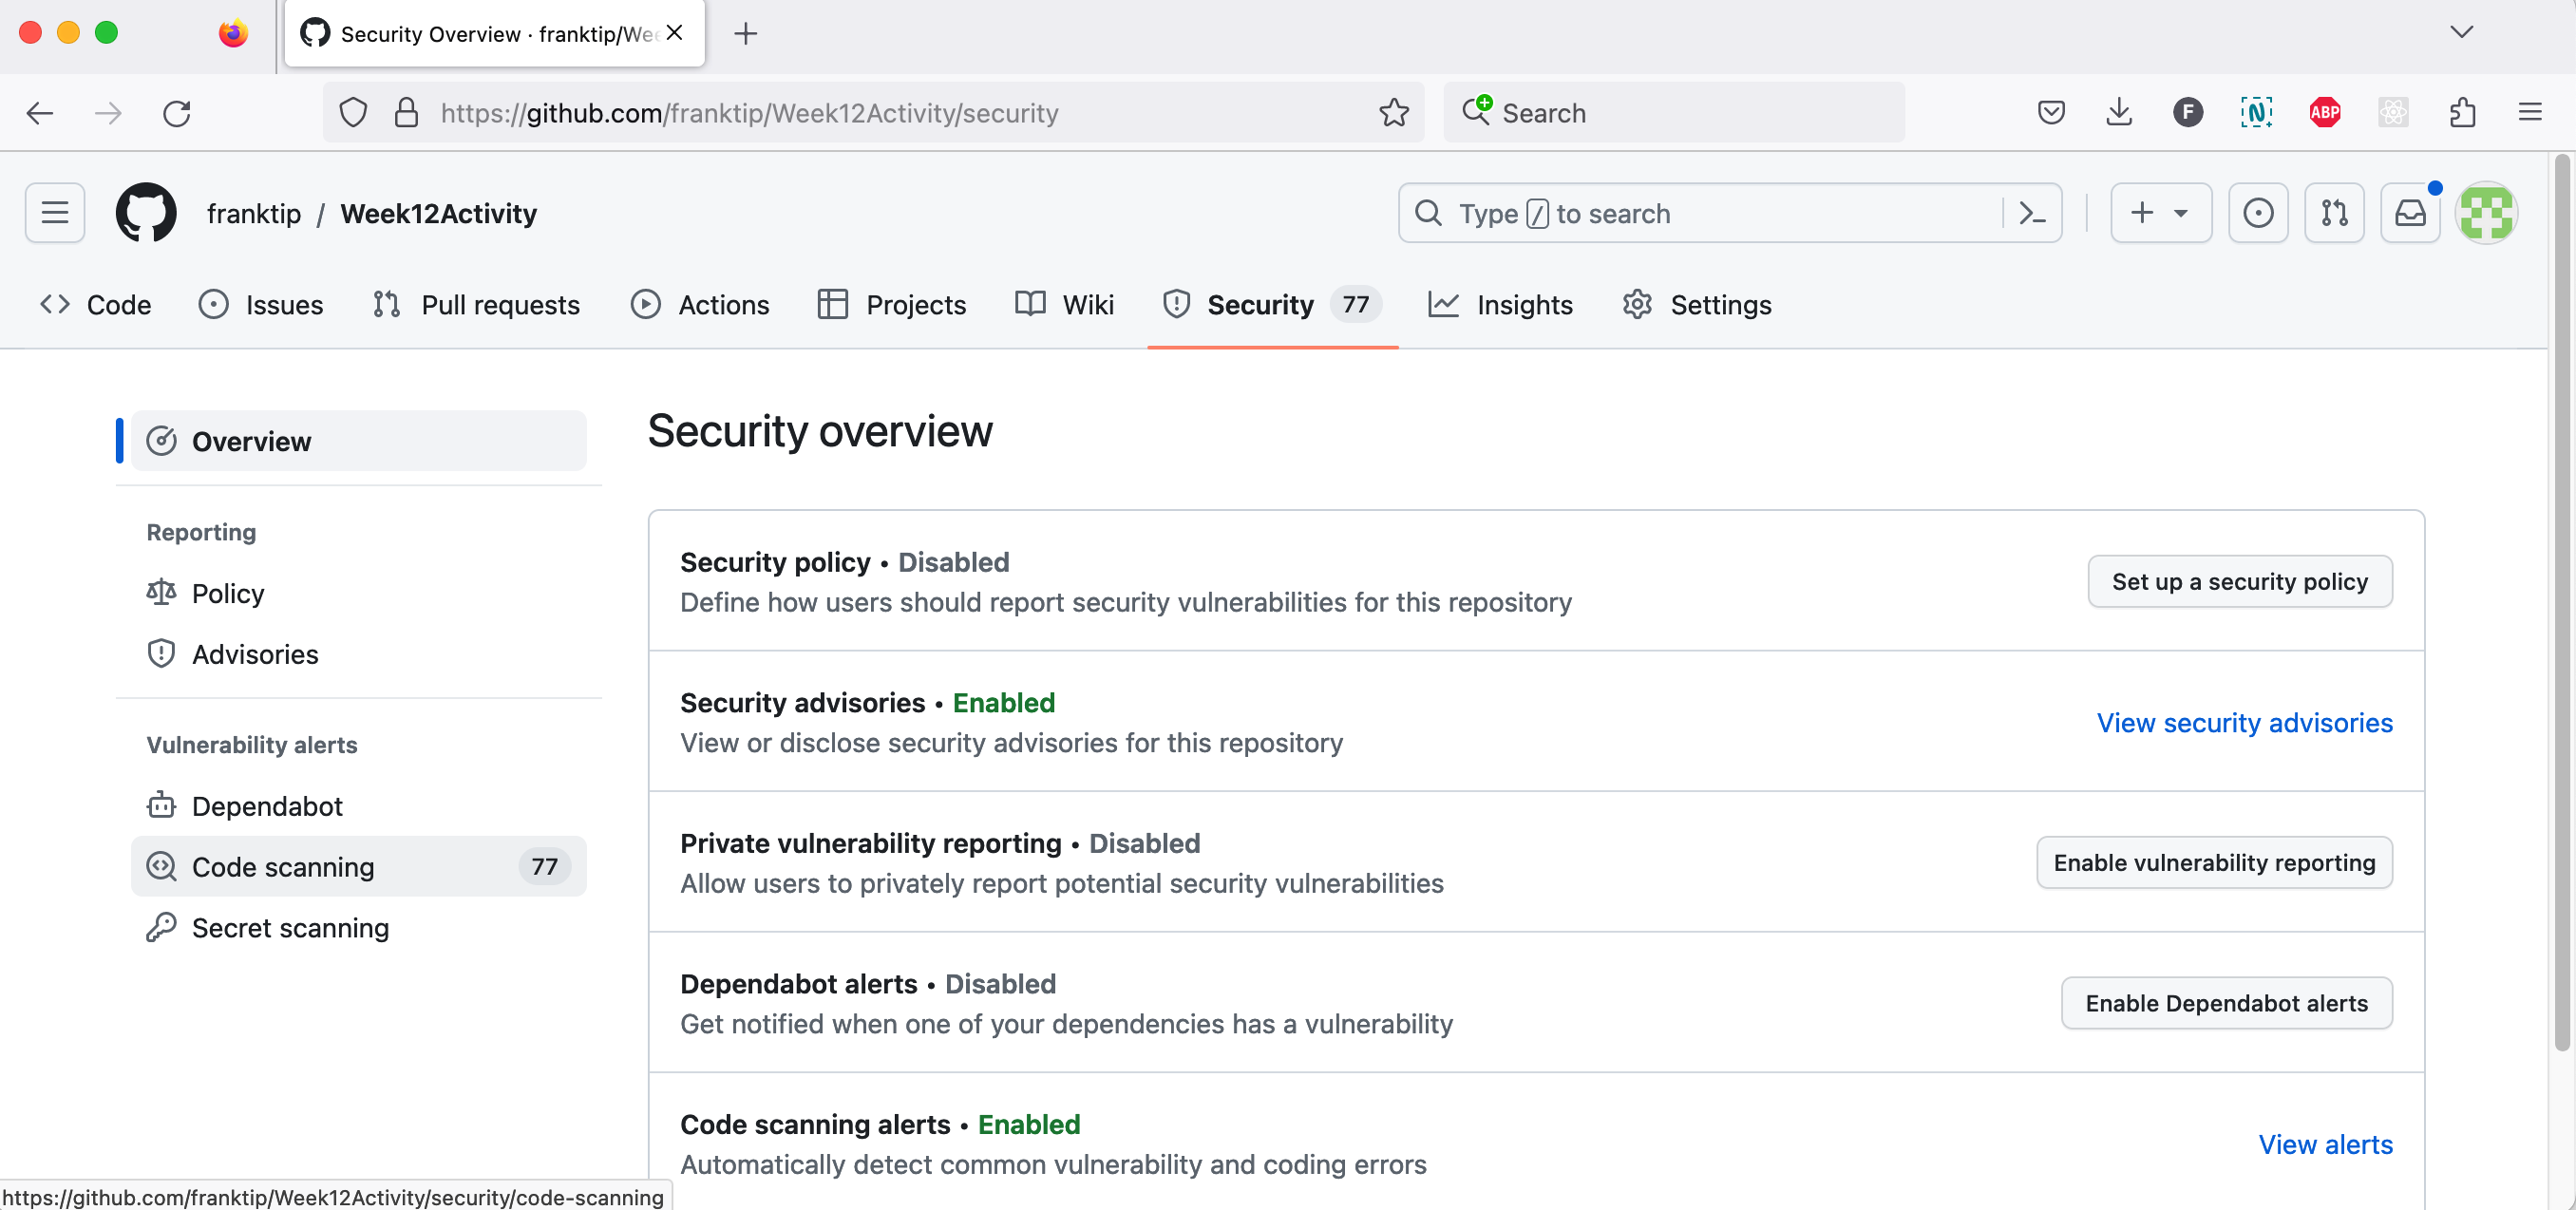 Security Overview · franktip/Wee
https://github.com/franktip/Week12Activity/security
Search
F
N
ABP
franktip / Week12Activity
Type / to search
Code
Issues
Pull requests
Actions
Projects
Wiki
Security 77
Insights
Settings
Overview
Reporting
Policy
Advisories
Vulnerability alerts
Dependabot
Code scanning 77
Secret scanning
Security overview
Security policy • Disabled
Define how users should report security vulnerabilities for this repository
Set up a security policy
Security advisories • Enabled
View or disclose security advisories for this repository
View security advisories
Private vulnerability reporting • Disabled
Allow users to privately report potential security vulnerabilities
Enable vulnerability reporting
Dependabot alerts • Disabled
Get notified when one of your dependencies has a vulnerability
Enable Dependabot alerts
Code scanning alerts • Enabled
Automatically detect common vulnerability and coding errors
View alerts
https://github.com/franktip/Week12Activity/security/code-scanning